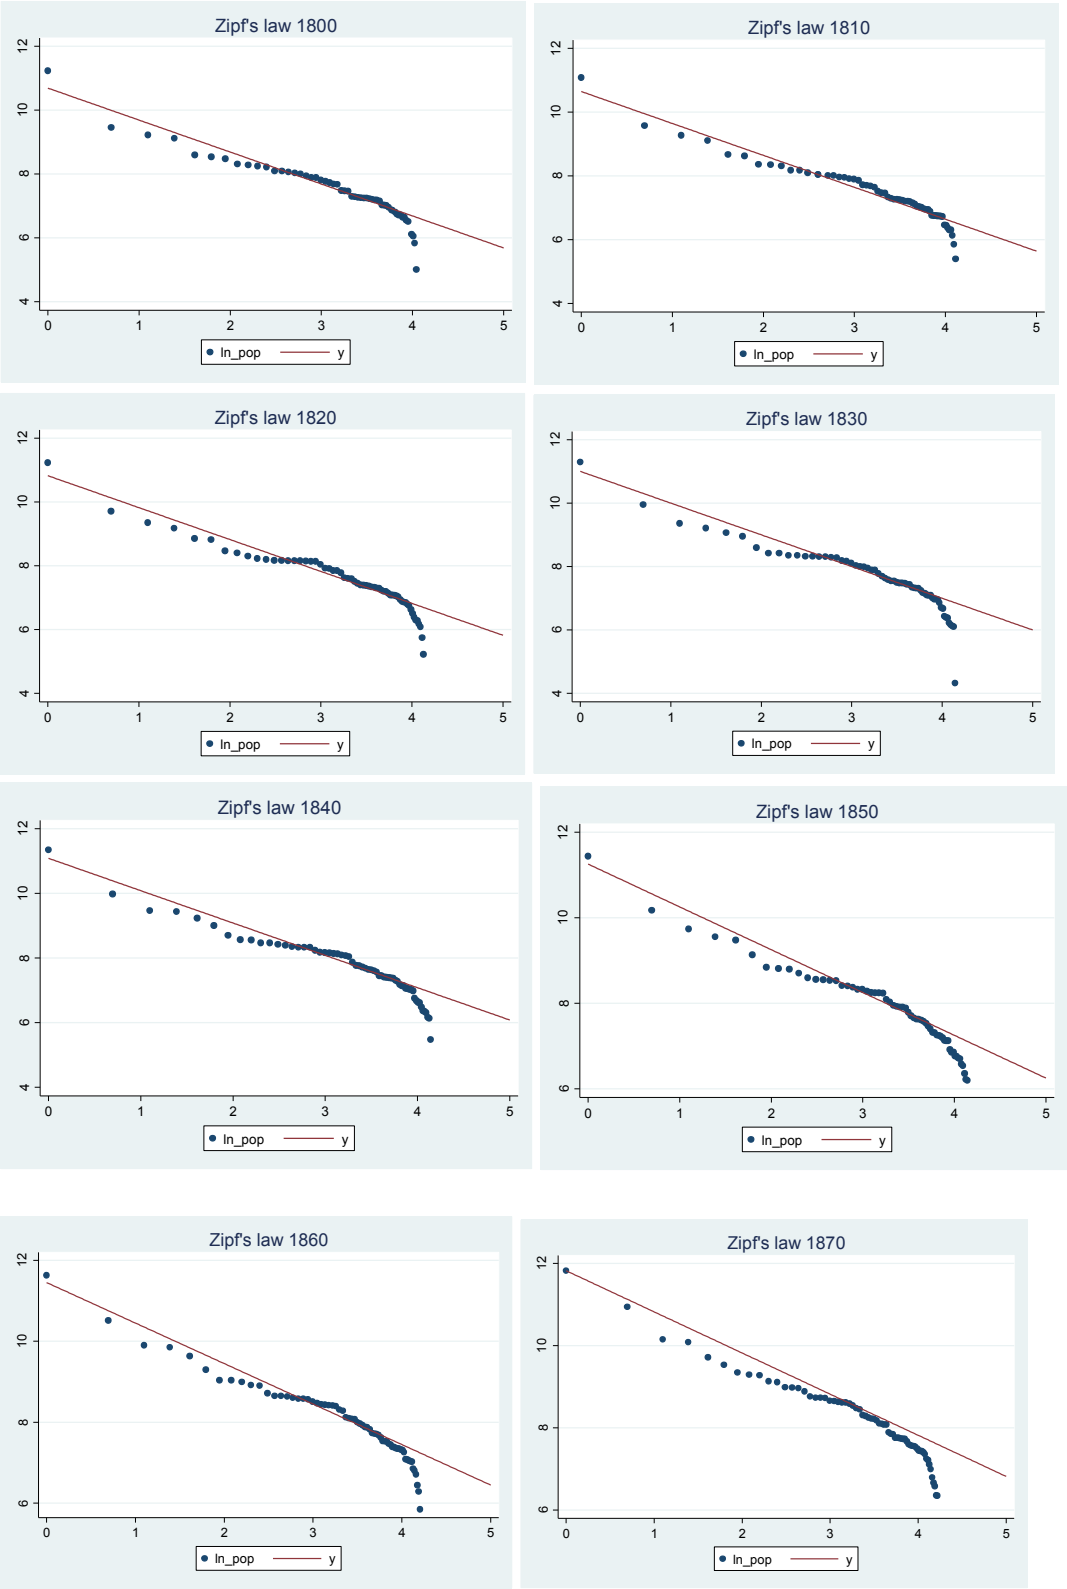 Zipf's law 1800
12
10
8
6
4
0 1 2 3 4 5
ln_pop y
Zipf's law 1810
12
10
8
6
4
0 1 2 3 4 5
ln_pop y
Zipf's law 1820
12
10
8
6
4
0 1 2 3 4 5
ln_pop y
Zipf's law 1830
12
10
8
6
4
0 1 2 3 4 5
ln_pop y
Zipf's law 1840
12
10
8
6
4
0 1 2 3 4 5
ln_pop y
Zipf's law 1850
12
10
8
6
0 1 2 3 4 5
ln_pop y
Zipf's law 1860
12
10
8
6
0 1 2 3 4 5
ln_pop y
Zipf's law 1870
12
10
8
6
0 1 2 3 4 5
ln_pop y